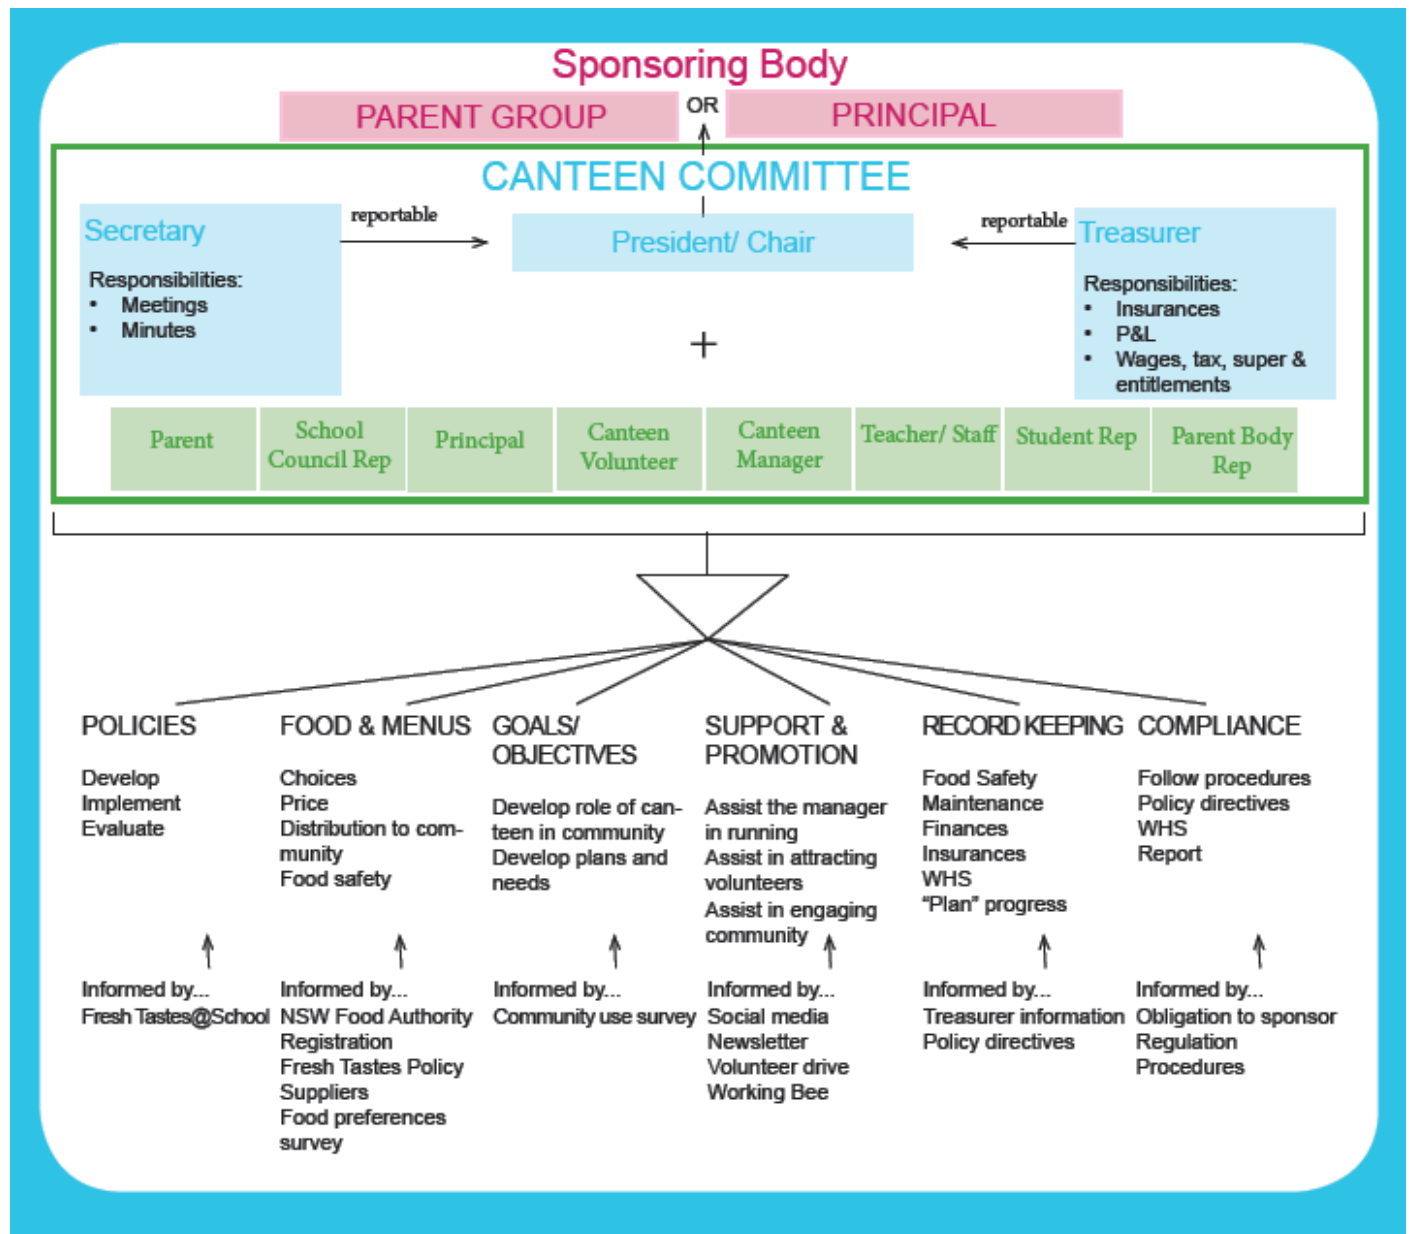 Sponsoring Body
PARENT GROUP
OR
PRINCIPAL
CANTEEN COMMITTEE
Secretary
Responsibilities:
• Meetings
• Minutes
reportable
President/ Chair
reportable
Treasurer
Responsibilities:
• Insurances
• P&L
• Wages, tax, super &
entitlements
+
Parent
School
Council Rep
Principal
Canteen
Volunteer
Canteen
Manager
Teacher/ Staff
Student Rep
Parent Body
Rep
POLICIES
Develop
Implement
Evaluate
Informed by...
Fresh Tastes@School
FOOD & MENUS
Choices
Price
Distribution to com-
munity
Food safety
Informed by...
NSW Food Authority
Registration
Fresh Tastes Policy
Suppliers
Food preferences
survey
GOALS/
OBJECTIVES
Develop role of can-
teen in community
Develop plans and
needs
Informed by...
Community use survey
SUPPORT &
PROMOTION
Assist the manager
in running
Assist in attracting
volunteers
Assist in engaging
community
Informed by...
Social media
Newsletter
Volunteer drive
Working Bee
RECORD KEEPING
Food Safety
Maintenance
Finances
Insurances
WHS
“Plan” progress
Informed by...
Treasurer information
Policy directives
COMPLIANCE
Follow procedures
Policy directives
WHS
Report
Informed by...
Obligation to sponsor
Regulation
Procedures